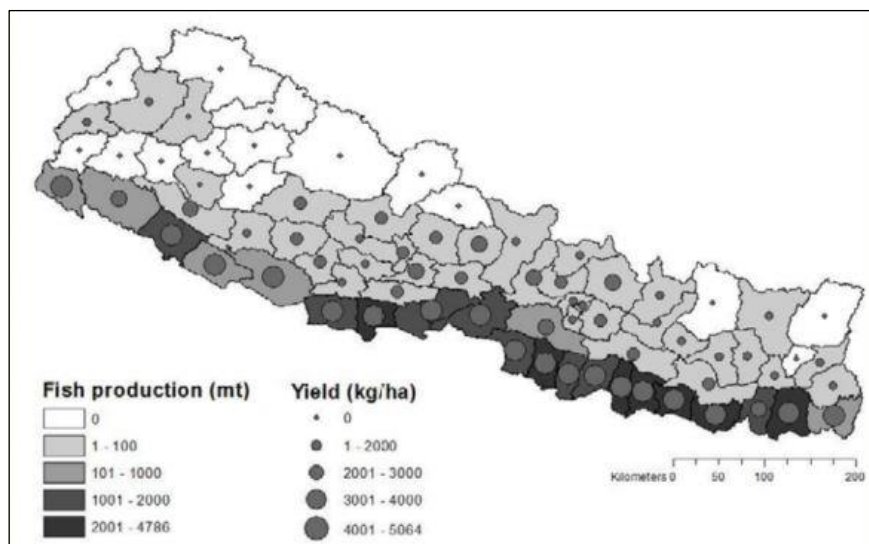 Fish production (mt)
0
1 - 100
101 - 1000
1001 - 2000
2001 - 4786
Yield (kg/ha)
0
1 - 2000
2001 - 3000
3001 - 4000
4001 - 5064
Kilometers 0 50 100 200